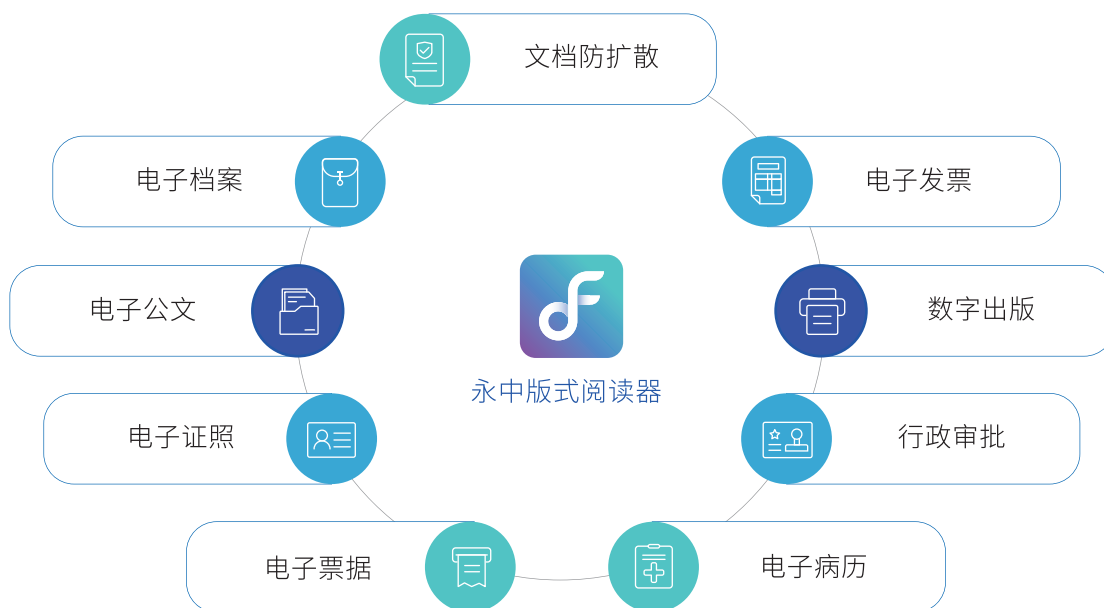 文档防扩散
电子档案
电子发票
电子公文
数字出版
永中版式阅读器
电子证照
行政审批
电子票据
电子病历